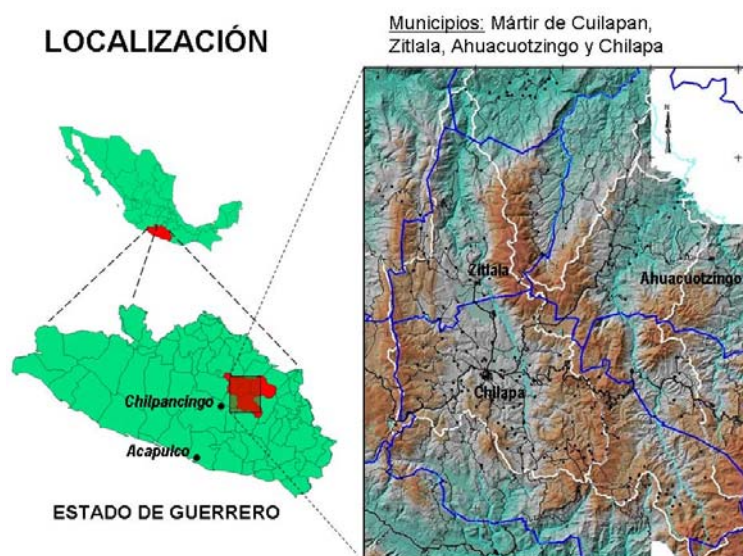 LOCALIZACIÓN
Municipios: Mártir de Cuilapan,
Zitlala, Ahuacuotzingo y Chilapa
N
Zitlala
Ahuacuotzingo
Chilapa
Chilpancingo
Acapulco
ESTADO DE GUERRERO